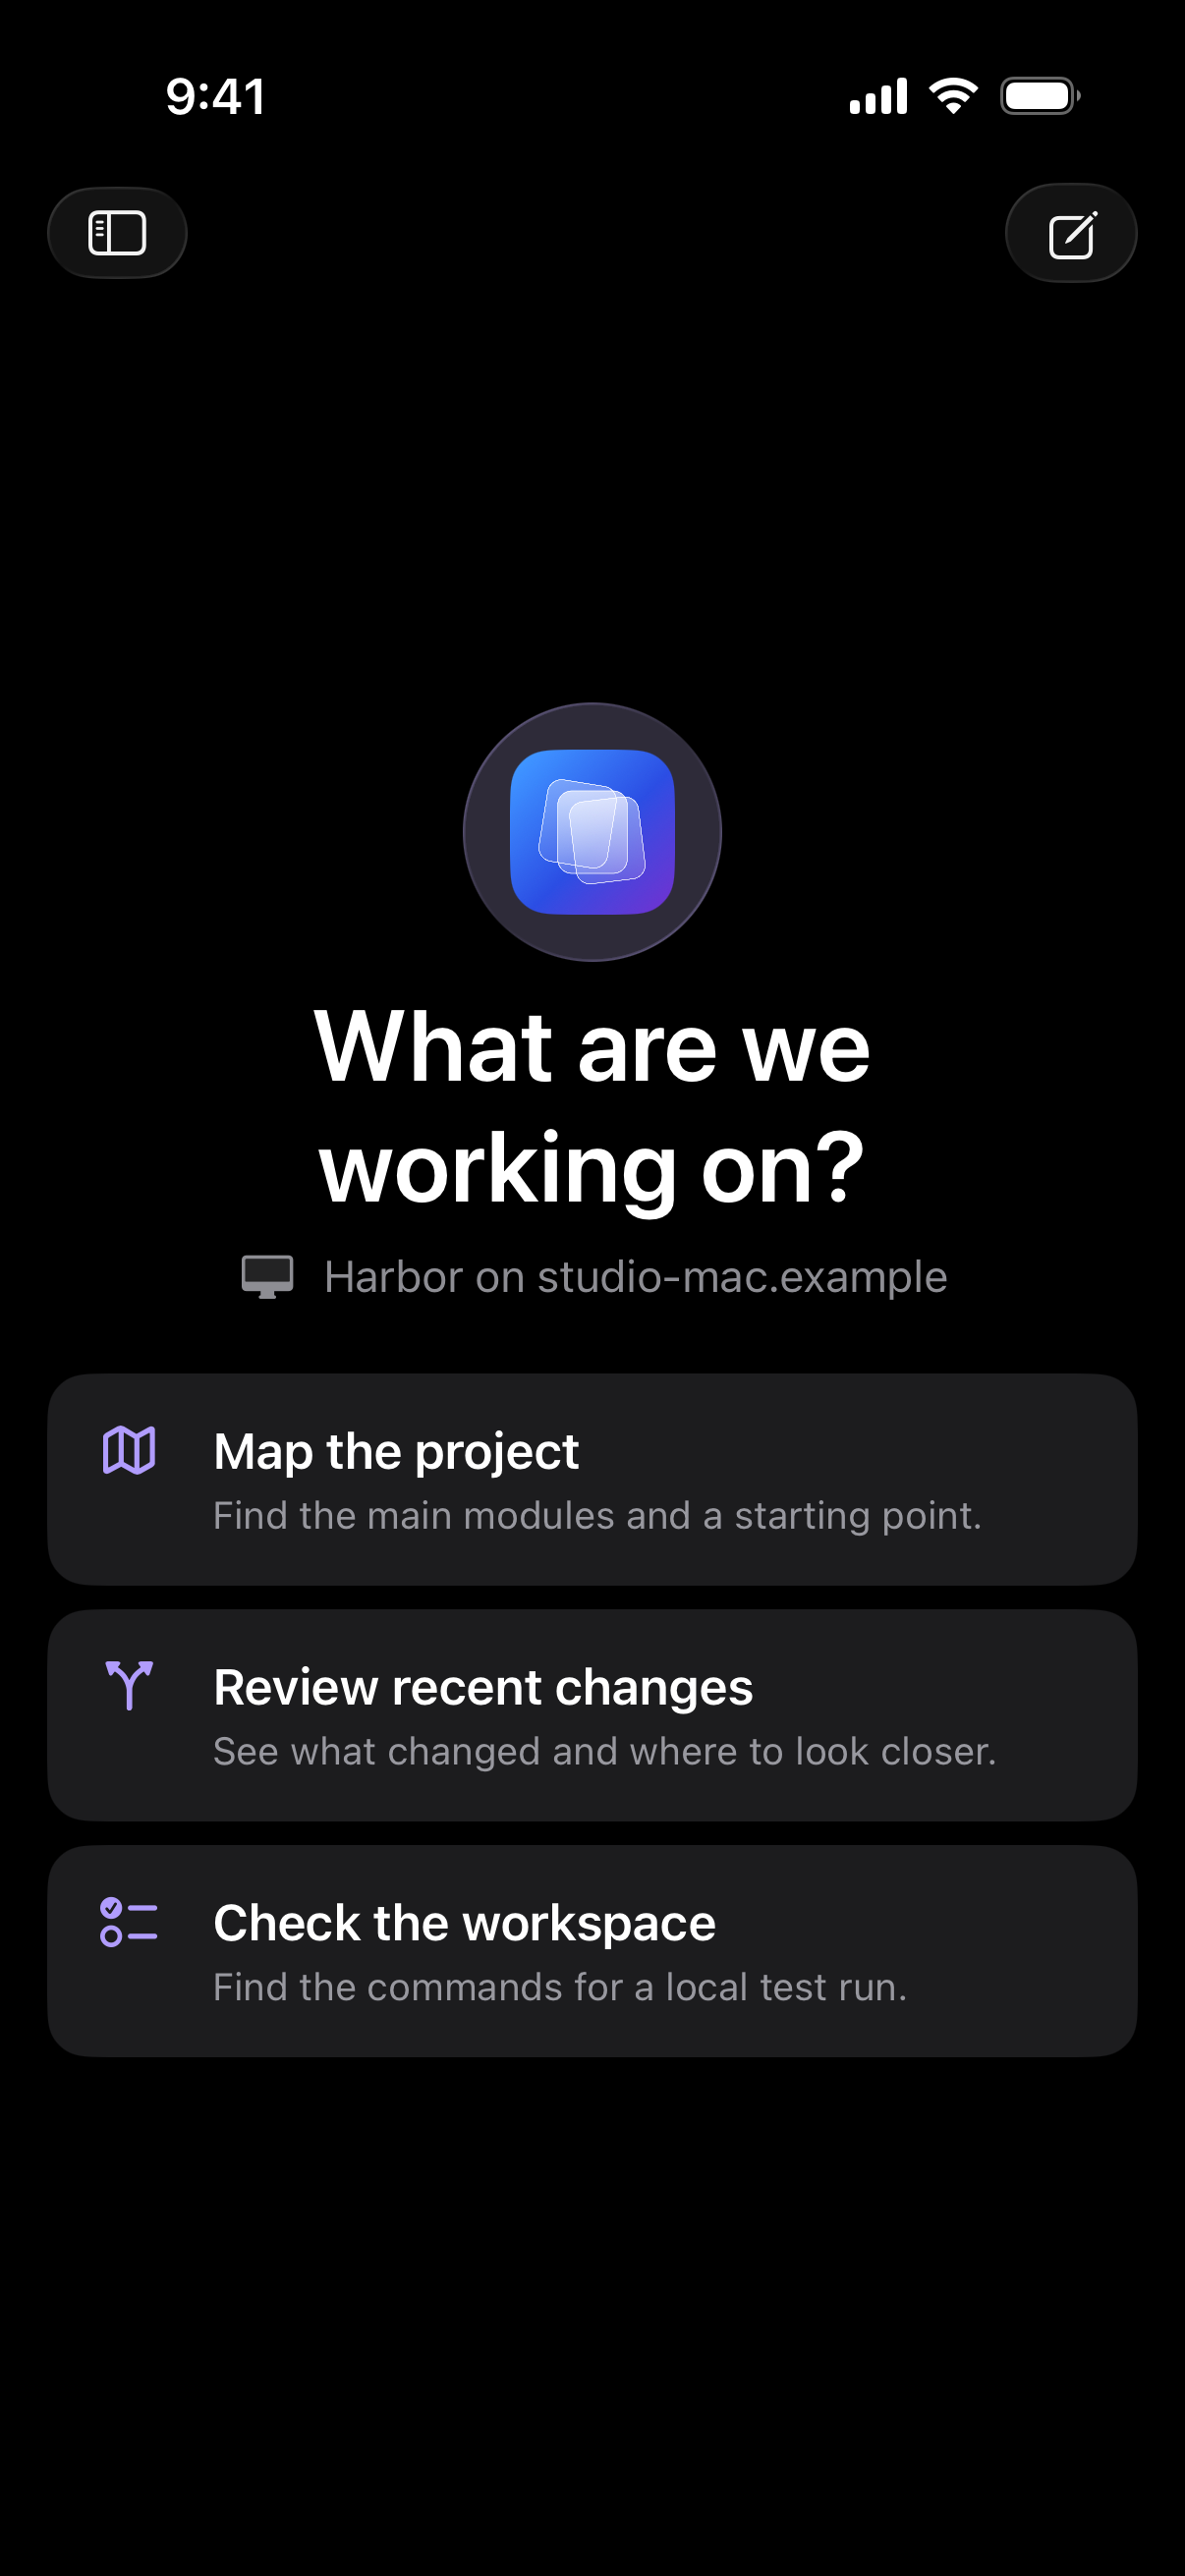 9:41
What are we
working on?
Harbor on studio-mac.example
Map the project
Find the main modules and a starting point.
Review recent changes
See what changed and where to look closer.
Check the workspace
Find the commands for a local test run.